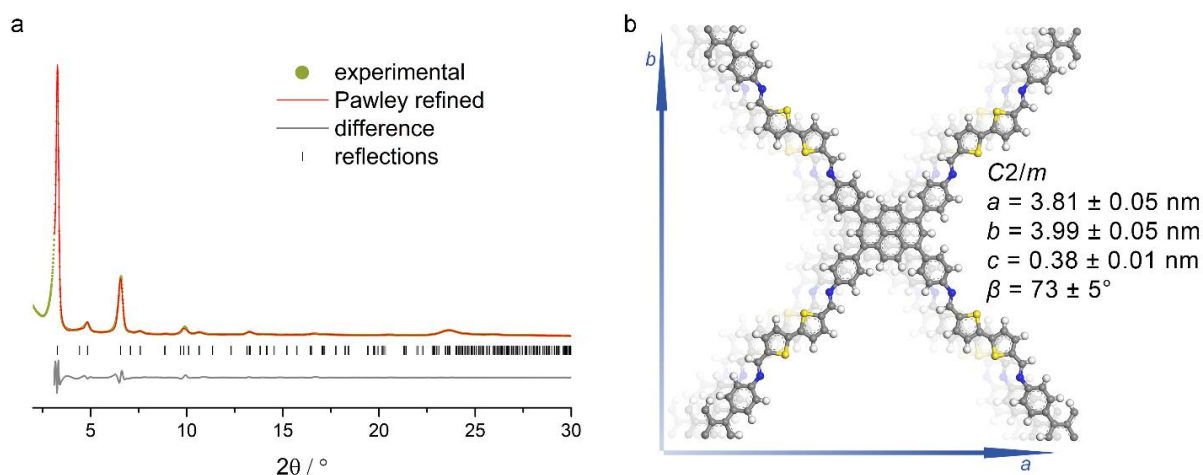 a
experimental
Pawley refined
difference
reflections
5 10 15 20 25 30
2θ / °
b
b
C2/m
a = 3.81 ± 0.05 nm
b = 3.99 ± 0.05 nm
c = 0.38 ± 0.01 nm
β = 73 ± 5°
a